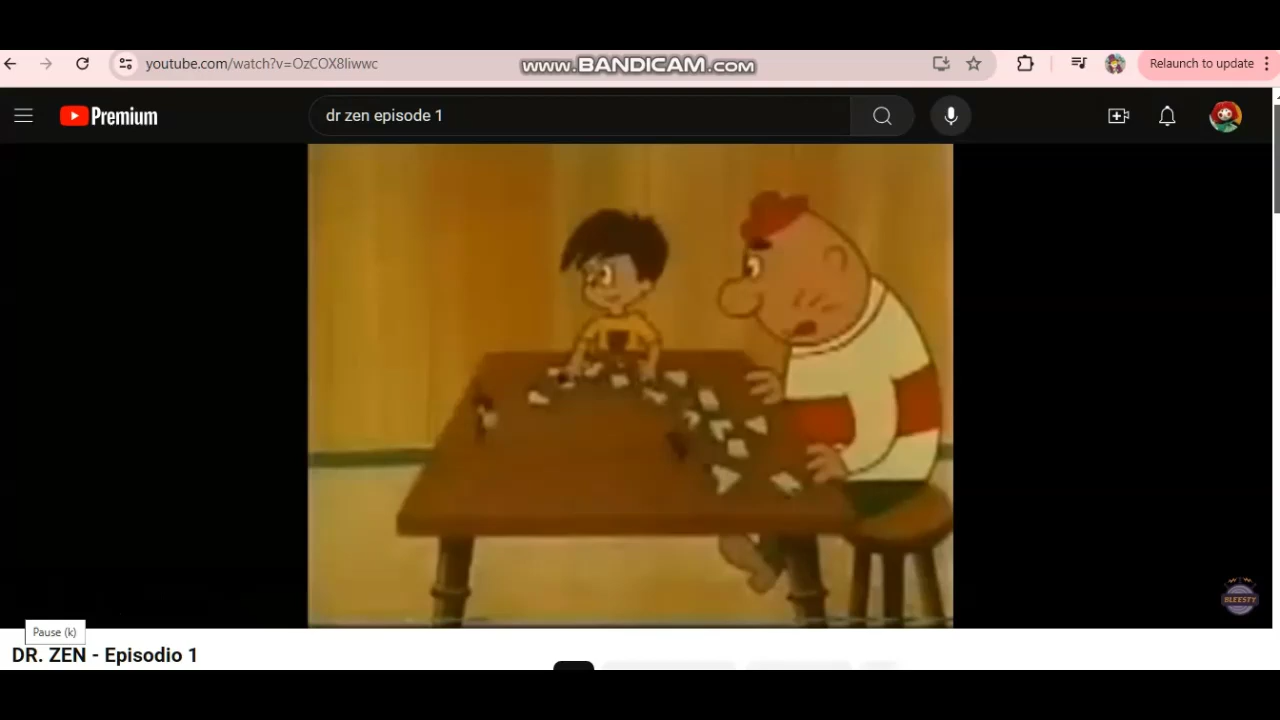 youtube.com/watch?v=OzCOX8liwwc
www.BANDICAM.com
Relaunch to update
Premium
dr zen episode 1
BLEESTY
Pause (k)
DR. ZEN - Episodio 1